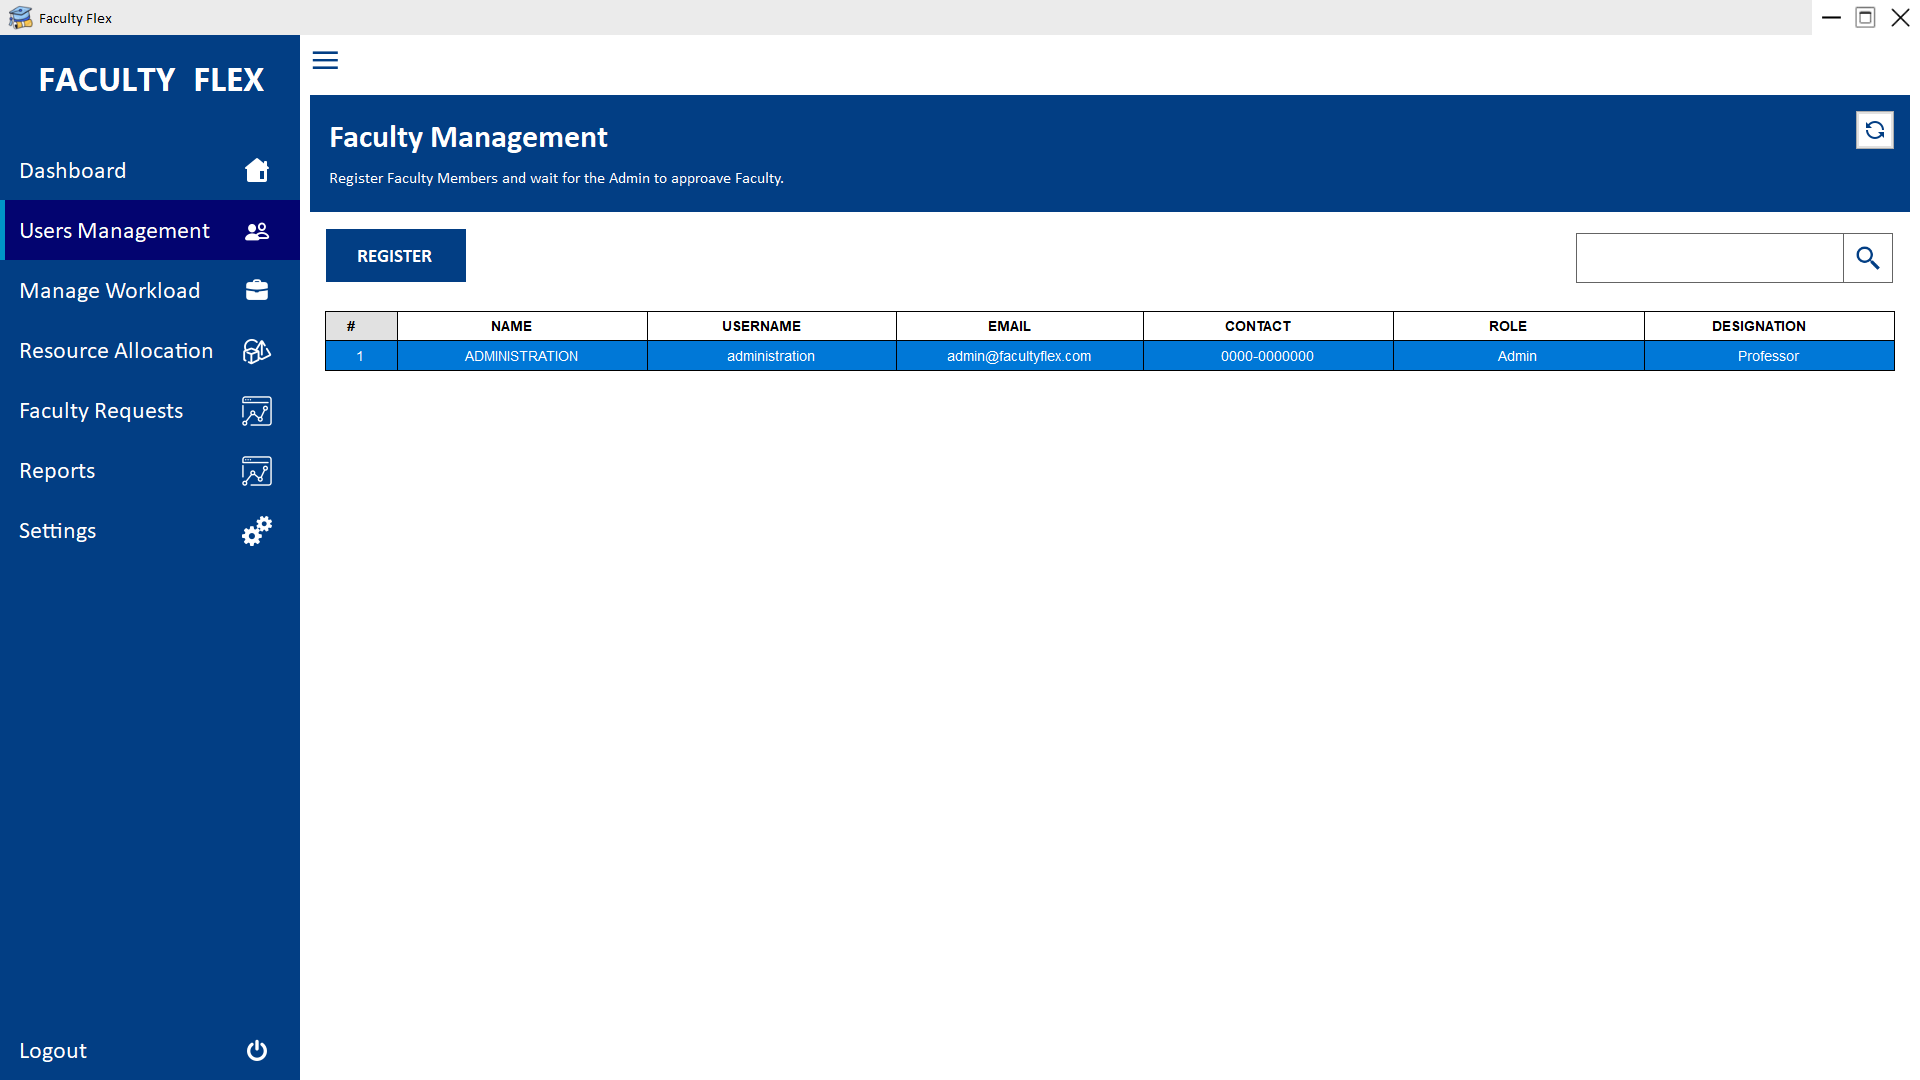 Faculty Flex
FACULTY FLEX
Dashboard
Users Management
Manage Workload
Resource Allocation
Faculty Requests
Reports
Settings
Logout
Faculty Management
Register Faculty Members and wait for the Admin to approave Faculty.
REGISTER
# NAME USERNAME EMAIL CONTACT ROLE DESIGNATION
1 ADMINISTRATION administration admin@facultyflex.com 0000-0000000 Admin Professor